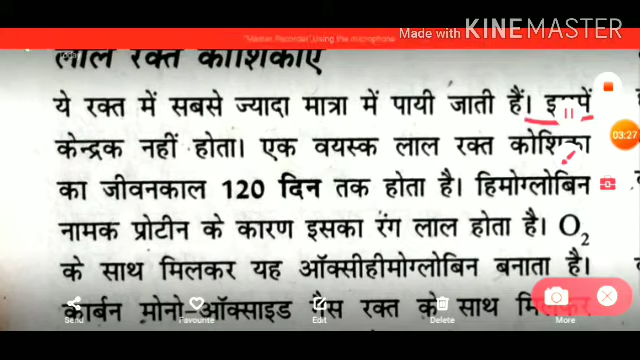 Made with KINEMASTER
"Master Recorder" Using the microphone
लाल रक्त कोशिकाएँ
ये रक्त में सबसे ज्यादा मात्रा में पायी जाती हैं।
03:27
केन्द्रक नहीं होता। एक वयस्क लाल रक्त कोशिका
का जीवनकाल 120 दिन तक होता है। हिमोग्लोबिन
नामक प्रोटीन के कारण इसका रंग लाल होता है। O₂
के साथ मिलकर यह ऑक्सीहीमोग्लोबिन बनाता है।
कार्बन मोनो-ऑक्साइड गैस रक्त के साथ मिलकर
Send Favourite Edit Delete More